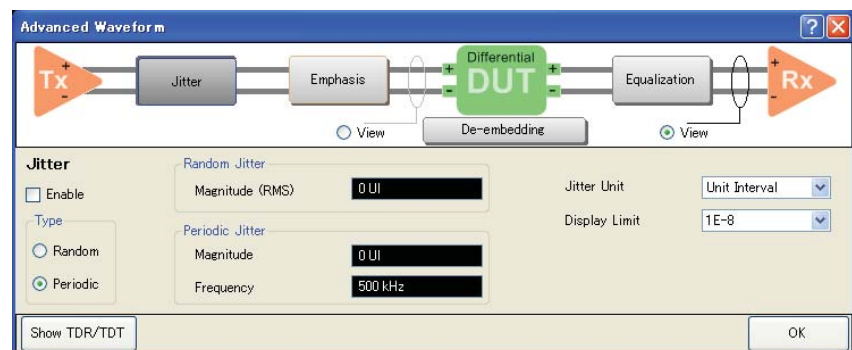 Advanced Waveform
? X
Tx + -
Jitter
Emphasis
Differential
DUT
+ - + -
Equalization
Rx + -
View
De-embedding
View
Jitter
Enable
Type
Random
Periodic
Random Jitter
Magnitude (RMS) 0 UI
Periodic Jitter
Magnitude 0 UI
Frequency 500 kHz
Jitter Unit Unit Interval
Display Limit 1E-8
Show TDR/TDT
OK